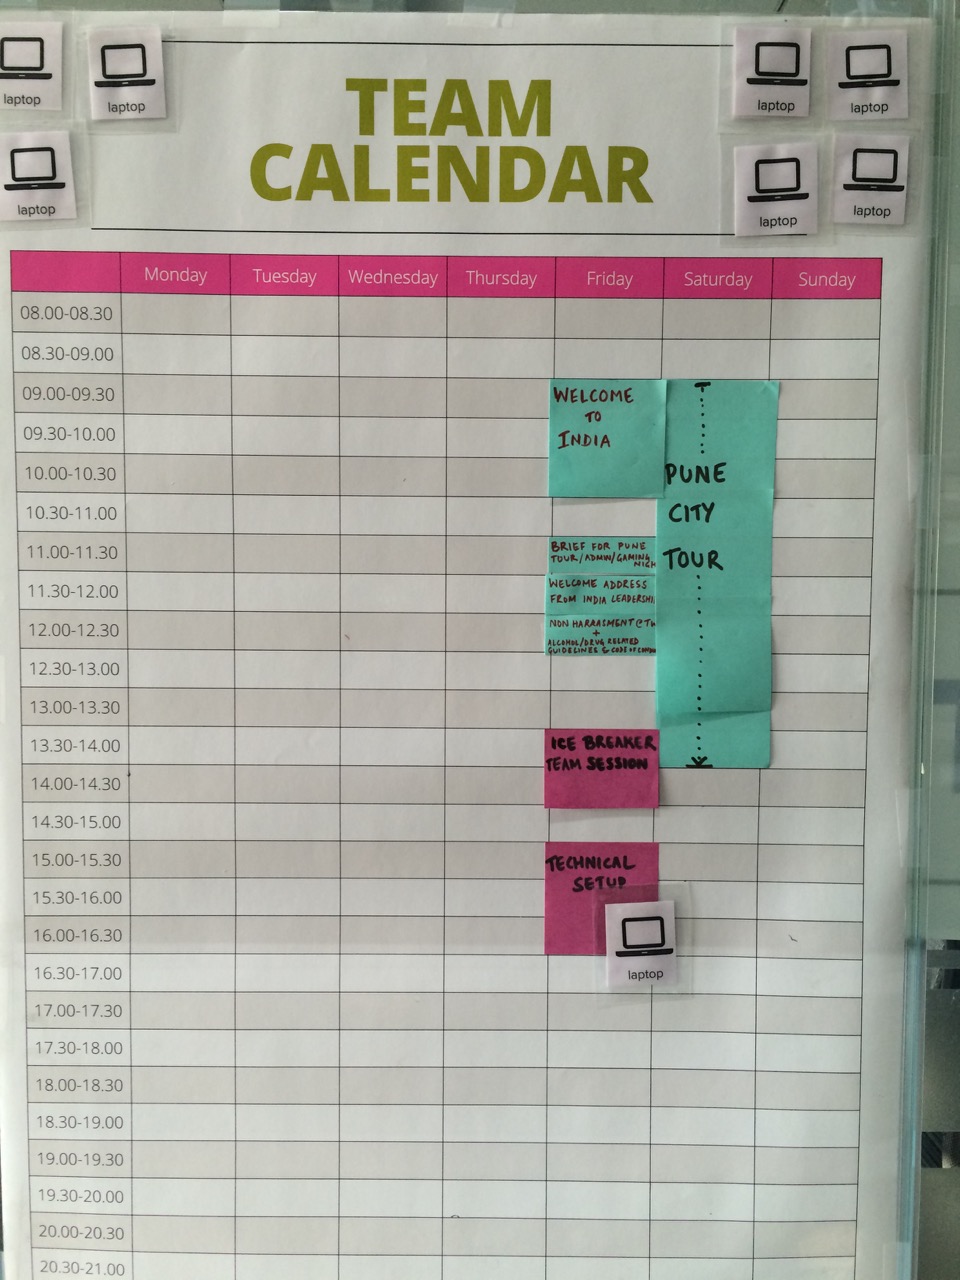 laptop
laptop
laptop
laptop
laptop
laptop
laptop
TEAM
CALENDAR
Monday Tuesday Wednesday Thursday Friday Saturday Sunday
08.00-08.30
08.30-09.00
09.00-09.30
09.30-10.00
10.00-10.30
10.30-11.00
11.00-11.30
11.30-12.00
12.00-12.30
12.30-13.00
13.00-13.30
13.30-14.00
14.00-14.30
14.30-15.00
15.00-15.30
15.30-16.00
16.00-16.30
16.30-17.00
17.00-17.30
17.30-18.00
18.00-18.30
18.30-19.00
19.00-19.30
19.30-20.00
20.00-20.30
20.30-21.00
WELCOME
TO
INDIA
BRIEF FOR PUNE
TOUR/ADMN/GAMING
NIGH
WELCOME ADDRESS
FROM INDIA LEADERSHI
NON HARRASMENT@TW
+
ALCOHOL/DRUG RELATED
GUIDELINES & CODE OF CONDU
ICE BREAKER
TEAM SESSION
TECHNICAL
SETUP
laptop
PUNE
CITY
TOUR